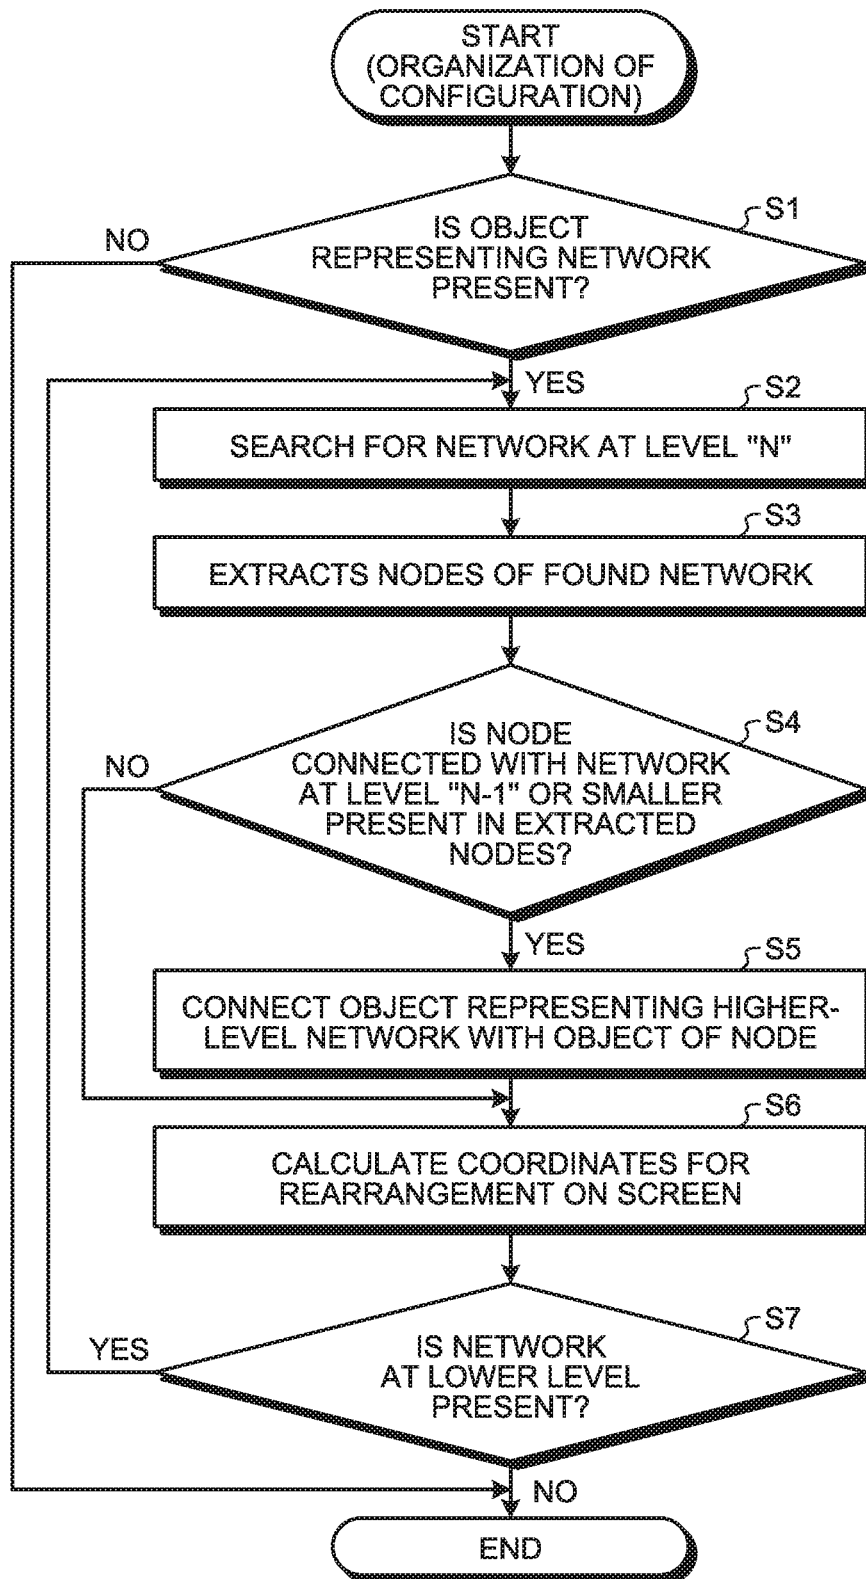 START
(ORGANIZATION OF
CONFIGURATION)
S1
NO
IS OBJECT
REPRESENTING NETWORK
PRESENT?
YES
S2
SEARCH FOR NETWORK AT LEVEL "N"
S3
EXTRACTS NODES OF FOUND NETWORK
S4
NO
IS NODE
CONNECTED WITH NETWORK
AT LEVEL "N-1" OR SMALLER
PRESENT IN EXTRACTED
NODES?
YES
S5
CONNECT OBJECT REPRESENTING HIGHER-
LEVEL NETWORK WITH OBJECT OF NODE
S6
CALCULATE COORDINATES FOR
REARRANGEMENT ON SCREEN
S7
YES
IS NETWORK
AT LOWER LEVEL
PRESENT?
NO
END